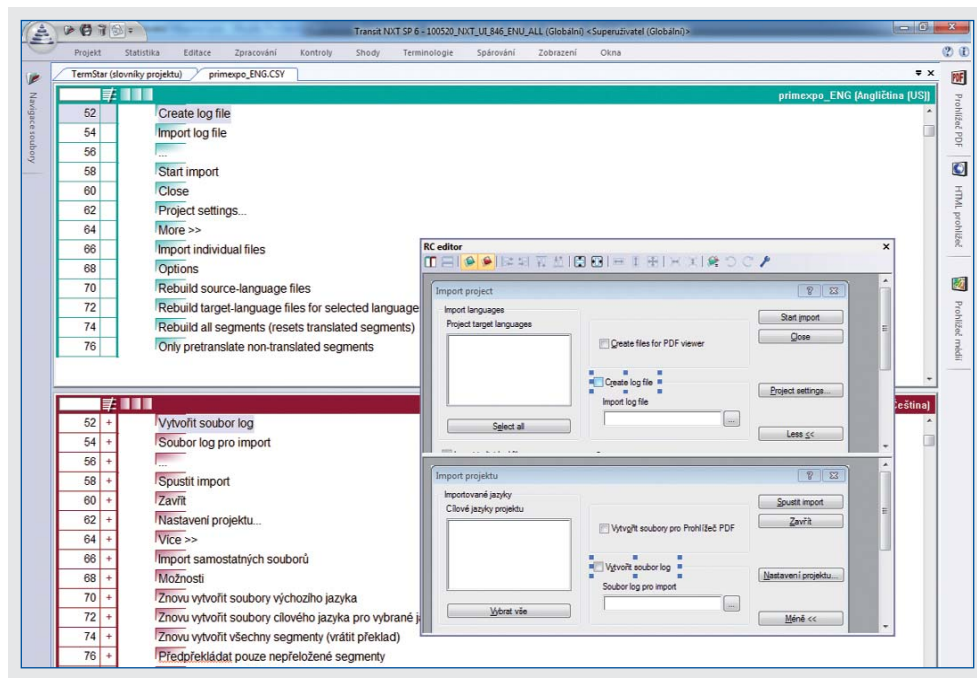 Transit NXT SP 6 - 100520_NXT_UI_846_ENU_ALL (Globální) <Superuživatel (Globální)>
Projekt Statistika Editace Zpracování Kontroly Shody Terminologie Spárování Zobrazení Okna
TermStar (slovníky projektu) primexpo_ENG.CSY
Navigace soubory
primexpo_ENG (Angličtina (US))
52 Create log file
54 Import log file
56 ...
58 Start import
60 Close
62 Project settings...
64 More >>
66 Import individual files
68 Options
70 Rebuild source-language files
72 Rebuild target-language files for selected language
74 Rebuild all segments (resets translated segments)
76 Only pretranslate non-translated segments
eština)
52 + Vytvořit soubor log
54 + Soubor log pro import
56 + ...
58 + Spustit import
60 + Zavřít
62 + Nastavení projektu...
64 + Více >>
66 + Import samostatných souborů
68 + Možnosti
70 + Znovu vytvořit soubory výchozího jazyka
72 + Znovu vytvořit soubory cílového jazyka pro vybrané j
74 + Znovu vytvořit všechny segmenty (vrátit překlad)
76 + Předpřekládat pouze nepřeložené segmenty
RC editor
Import project
Import languages
Project target languages
Select all
Create files for PDF viewer
Create log file
Import log file
...
Start import
Close
Project settings...
Less <<
Import projektu
Importované jazyky
Cílové jazyky projektu
Vybrat vše
Vytvořit soubory pro Prohlížeč PDF
Vytvořit soubor log
Soubor log pro import
...
Spustit import
Zavřít
Nastavení projektu...
Méně <<
PDF
Prohlížeč PDF
HTML prohlížeč
Prohlížeč médií